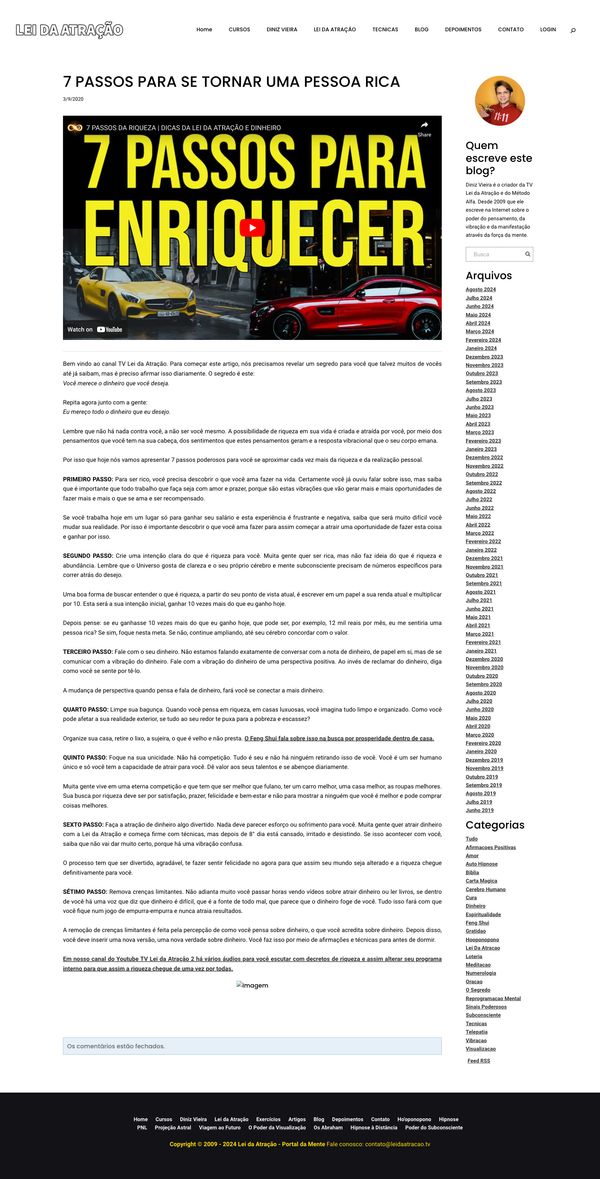 LEI DA ATRAÇÃO
Home CURSOS DINIZ VIEIRA LEI DA ATRAÇÃO TECNICAS BLOG DEPOIMENTOS CONTATO LOGIN
7 PASSOS PARA SE TORNAR UMA PESSOA RICA
3/9/2020
7 PASSOS DA RIQUEZA | DICAS DA LEI DA ATRAÇÃO E DINHEIRO
Share
7 PASSOS PARA
ENRIQUECER
Watch on YouTube
Bem vindo ao canal TV Lei da Atração. Para começar este artigo, nós precisamos revelar um segredo para você que talvez muitos de vocês
até já saibam, mas é preciso afirmar isso diariamente. O segredo é este:
Você merece o dinheiro que você deseja.
Repita agora junto com a gente:
Eu mereço todo o dinheiro que eu desejo.
Lembre que não há nada contra você, a não ser você mesmo. A possibilidade de riqueza em sua vida é criada e atraída por você, por meio dos
pensamentos que você tem na sua cabeça, dos sentimentos que estes pensamentos geram e a resposta vibracional que o seu corpo emana.
Por isso que hoje nós vamos apresentar 7 passos poderosos para você se aproximar cada vez mais da riqueza e da realização pessoal.
PRIMEIRO PASSO: Para ser rico, você precisa descobrir o que você ama fazer na vida. Certamente você já ouviu falar sobre isso, mas saiba
que é importante que todo trabalho que faça seja com amor e prazer, porque são estas vibrações que vão gerar mais e mais oportunidades de
fazer mais e mais o que se ama e ser recompensado.
Se você trabalha hoje em um lugar só para ganhar seu salário e esta experiência é frustrante e negativa, saiba que será muito difícil você
mudar sua realidade. Por isso é importante descobrir o que você ama fazer para assim começar a atrair uma oportunidade de fazer esta coisa
e ganhar por isso.
SEGUNDO PASSO: Crie uma intenção clara do que é riqueza para você. Muita gente quer ser rica, mas não faz ideia do que é riqueza e
abundância. Lembre que o Universo gosta de clareza e o seu próprio cérebro e mente subconsciente precisam de números específicos para
correr atrás do desejo.
Uma boa forma de buscar entender o que é riqueza, a partir do seu ponto de vista atual, é escrever em um papel a sua renda atual e multiplicar
por 10. Esta será a sua intenção inicial, ganhar 10 vezes mais do que eu ganho hoje.
Depois pense: se eu ganhasse 10 vezes mais do que eu ganho hoje, que pode ser, por exemplo, 12 mil reais por mês, eu me sentiria uma
pessoa rica? Se sim, foque nesta meta. Se não, continue ampliando, até seu cérebro concordar com o valor.
TERCEIRO PASSO: Fale com o seu dinheiro. Não estamos falando exatamente de conversar com a nota de dinheiro, de papel em si, mas de se
comunicar com a vibração do dinheiro. Fale com a vibração do dinheiro de uma perspectiva positiva. Ao invés de reclamar do dinheiro, diga
como você se sente por tê-lo.
A mudança de perspectiva quando pensa e fala de dinheiro, fará você se conectar a mais dinheiro.
QUARTO PASSO: Limpe sua bagunça. Quando você pensa em riqueza, em casas luxuosas, você imagina tudo limpo e organizado. Como você
pode afetar a sua realidade exterior, se tudo ao seu redor te puxa para a pobreza e escassez?
Organize sua casa, retire o lixo, a sujeira, o que é velho e não presta. O Feng Shui fala sobre isso na busca por prosperidade dentro de casa.
QUINTO PASSO: Foque na sua unicidade. Não há competição. Tudo é seu e não há ninguém retirando isso de você. Você é um ser humano
único e só você tem a capacidade de atrair para você. Dê valor aos seus talentos e se abençoe diariamente.
Muita gente vive em uma eterna competição e que tem que ser melhor que fulano, ter um carro melhor, uma casa melhor, as roupas melhores.
Sua busca por riqueza deve ser por satisfação, prazer, felicidade e bem-estar e não para mostrar a ninguém que você é melhor e pode comprar
coisas melhores.
SEXTO PASSO: Faça a atração de dinheiro algo divertido. Nada deve parecer esforço ou sofrimento para você. Muita gente quer atrair dinheiro
com a Lei da Atração e começa firme com técnicas, mas depois de 8° dia está cansado, irritado e desistindo. Se isso acontecer com você,
saiba que não vai dar muito certo, porque há uma vibração confusa.
O processo tem que ser divertido, agradável, te fazer sentir felicidade no agora para que assim seu mundo seja alterado e a riqueza chegue
definitivamente para você.
SÉTIMO PASSO: Remova crenças limitantes. Não adianta muito você passar horas vendo vídeos sobre atrair dinheiro ou ler livros, se dentro
de você há uma voz que diz que dinheiro é difícil, que é a fonte de todo mal, que parece que o dinheiro foge de você. Tudo isso fará com que
você fique num jogo de empurra-empurra e nunca atraia resultados.
A remoção de crenças limitantes é feita pela percepção de como você pensa sobre dinheiro, o que você acredita sobre dinheiro. Depois disso,
você deve inserir uma nova versão, uma nova verdade sobre dinheiro. Você faz isso por meio de afirmações e técnicas para antes de dormir.
Em nosso canal do Youtube TV Lei da Atração 2 há vários áudios para você escutar com decretos de riqueza e assim alterar seu programa
interno para que assim a riqueza chegue de uma vez por todas.
Imagem
Os comentários estão fechados.
11:11
Quem
escreve este
blog?
Diniz Vieira é o criador da TV
Lei da Atração e do Método
Alfa. Desde 2009 que ele
escreve na Internet sobre o
poder do pensamento, da
vibração e da manifestação
através da força da mente.
Busca
Arquivos
Agosto 2024
Julho 2024
Junho 2024
Maio 2024
Abril 2024
Março 2024
Fevereiro 2024
Janeiro 2024
Dezembro 2023
Novembro 2023
Outubro 2023
Setembro 2023
Agosto 2023
Julho 2023
Junho 2023
Maio 2023
Abril 2023
Março 2023
Fevereiro 2023
Janeiro 2023
Dezembro 2022
Novembro 2022
Outubro 2022
Setembro 2022
Agosto 2022
Julho 2022
Junho 2022
Maio 2022
Abril 2022
Março 2022
Fevereiro 2022
Janeiro 2022
Dezembro 2021
Novembro 2021
Outubro 2021
Setembro 2021
Agosto 2021
Julho 2021
Junho 2021
Maio 2021
Abril 2021
Março 2021
Fevereiro 2021
Janeiro 2021
Dezembro 2020
Novembro 2020
Outubro 2020
Setembro 2020
Agosto 2020
Julho 2020
Junho 2020
Maio 2020
Abril 2020
Março 2020
Fevereiro 2020
Janeiro 2020
Dezembro 2019
Novembro 2019
Outubro 2019
Setembro 2019
Agosto 2019
Julho 2019
Junho 2019
Categorias
Tudo
Afirmacoes Positivas
Amor
Auto Hipnose
Biblia
Carta Magica
Cerebro Humano
Cura
Dinheiro
Espiritualidade
Feng Shui
Gratidao
Hooponopono
Lei Da Atracao
Loteria
Meditacao
Numerologia
Oracao
O Segredo
Reprogramacao Mental
Sinais Poderosos
Subconsciente
Tecnicas
Telepatia
Vibracao
Visualizacao
Feed RSS
Home Cursos Diniz Vieira Lei da Atração Exercícios Artigos Blog Depoimentos Contato Ho'oponopono Hipnose
PNL Projeção Astral Viagem ao Futuro O Poder da Visualização Os Abraham Hipnose à Distância Poder do Subconsciente
Copyright © 2009 - 2024 Lei da Atração - Portal da Mente Fale conosco: contato@leidaatracao.tv